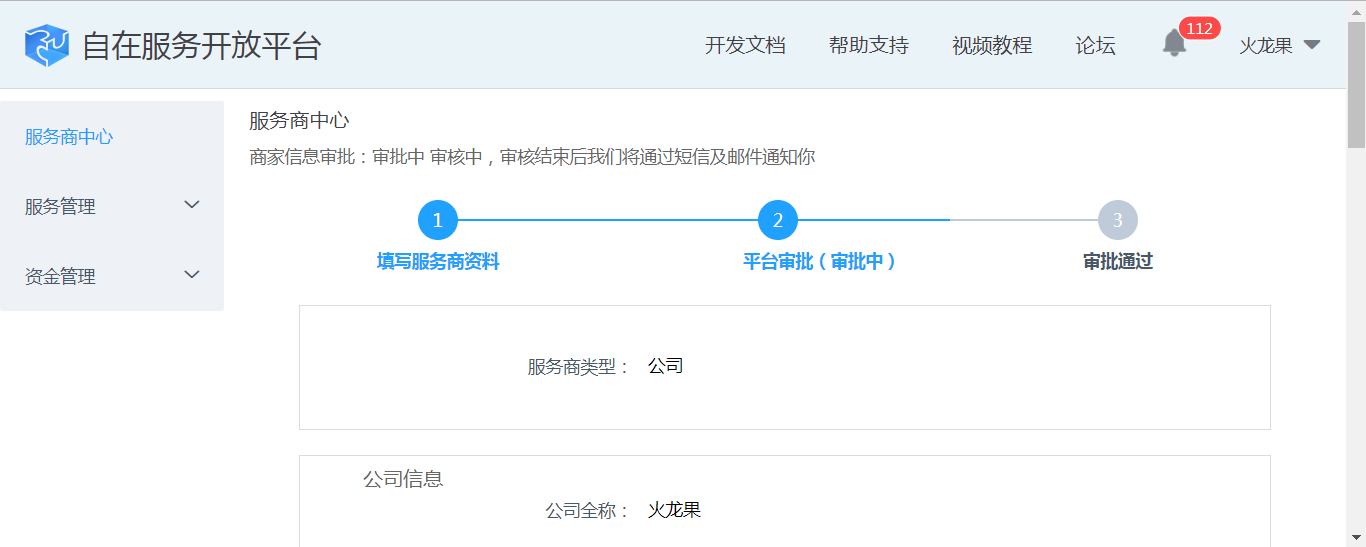 自在服务开放平台
开发文档 帮助支持 视频教程 论坛 112 火龙果
服务商中心
服务管理
资金管理
服务商中心
商家信息审批：审批中 审核中，审核结束后我们将通过短信及邮件通知你
1 2 3
填写服务商资料 平台审批（审批中） 审批通过
服务商类型： 公司
公司信息
公司全称： 火龙果